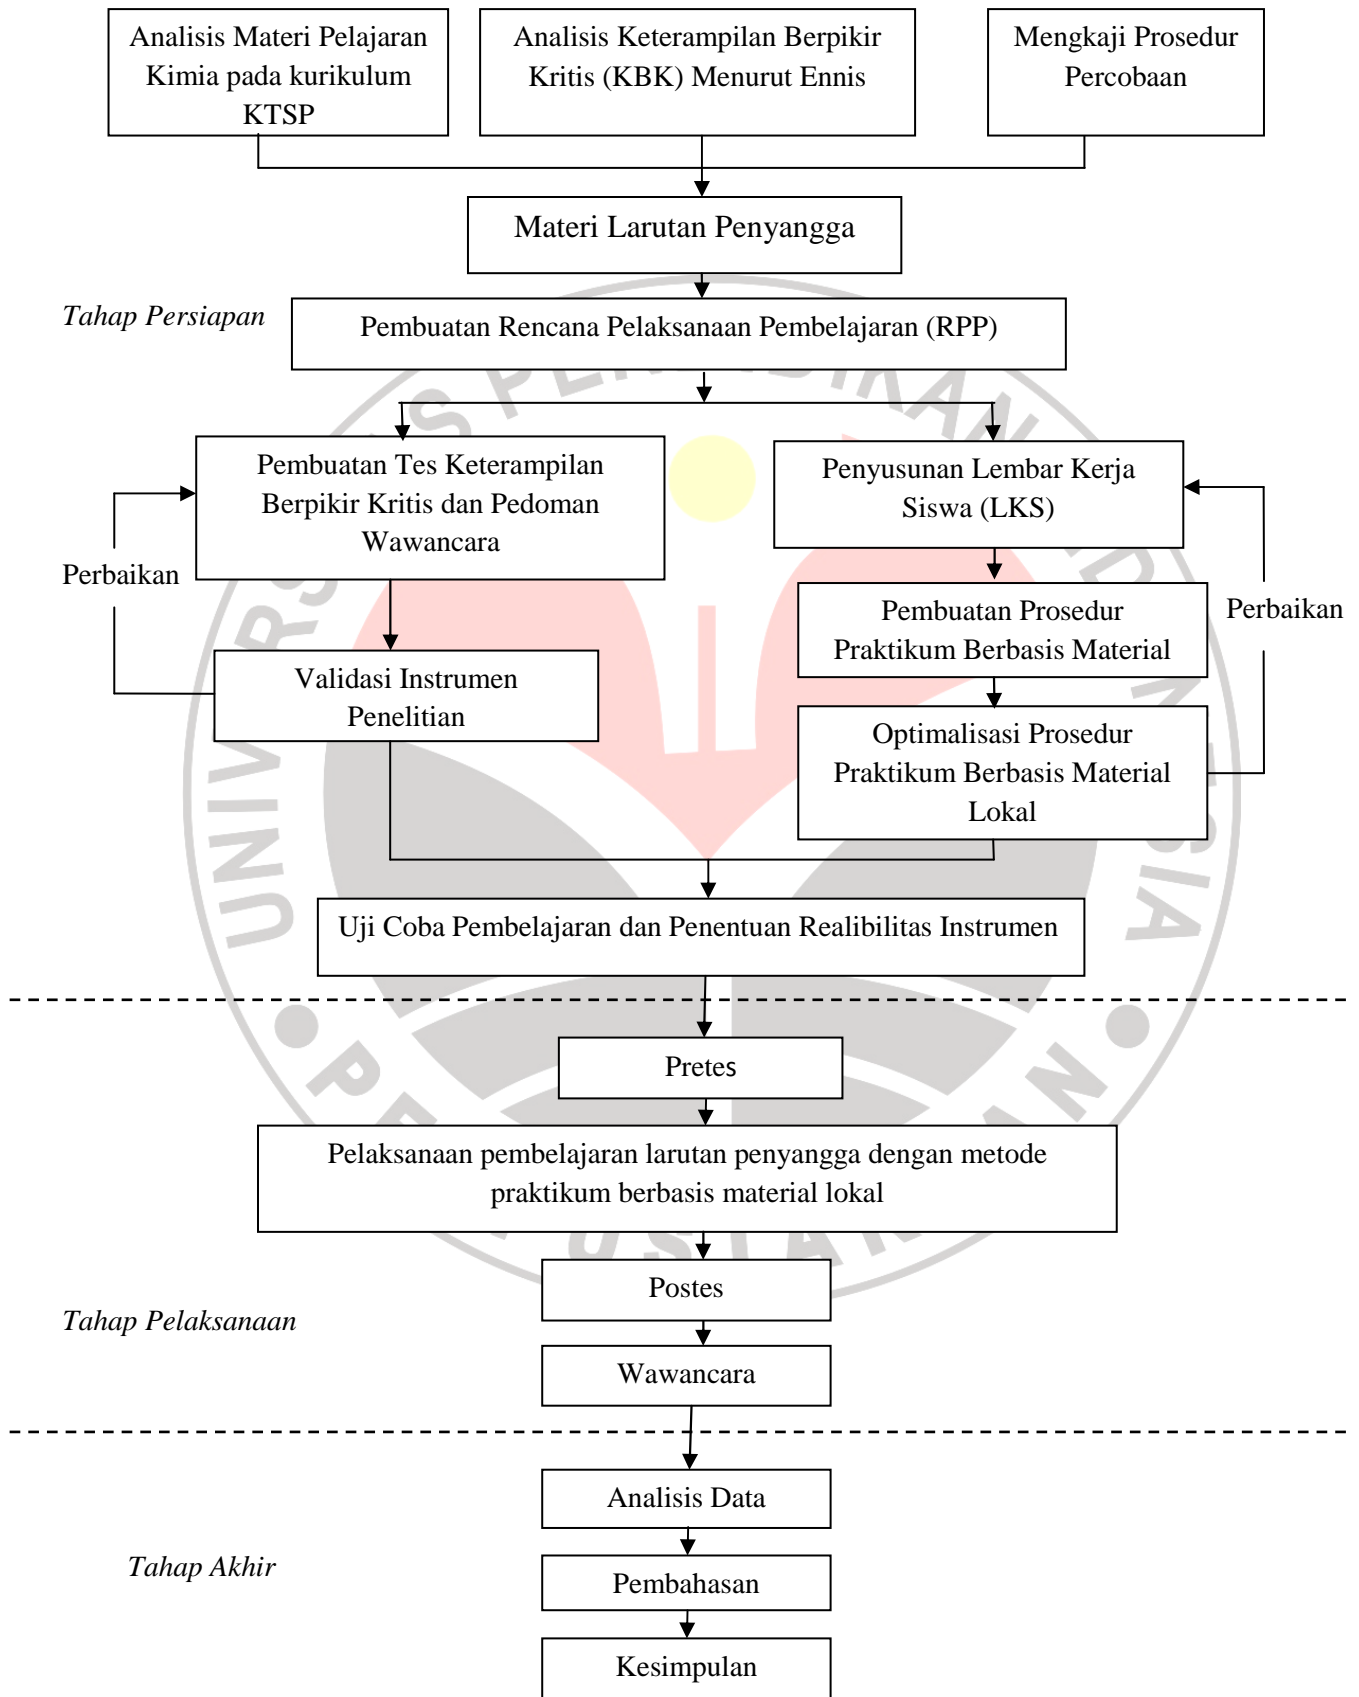 Analisis Materi Pelajaran
Kimia pada kurikulum
KTSP
Analisis Keterampilan Berpikir
Kritis (KBK) Menurut Ennis
Mengkaji Prosedur
Percobaan
Materi Larutan Penyangga
Tahap Persiapan
Pembuatan Rencana Pelaksanaan Pembelajaran (RPP)
Pembuatan Tes Keterampilan
Berpikir Kritis dan Pedoman
Wawancara
Penyusunan Lembar Kerja
Siswa (LKS)
Perbaikan
Pembuatan Prosedur
Praktikum Berbasis Material
Perbaikan
Validasi Instrumen
Penelitian
Optimalisasi Prosedur
Praktikum Berbasis Material
Lokal
Uji Coba Pembelajaran dan Penentuan Realibilitas Instrumen
Pretes
Pelaksanaan pembelajaran larutan penyangga dengan metode
praktikum berbasis material lokal
Postes
Tahap Pelaksanaan
Wawancara
Analisis Data
Tahap Akhir
Pembahasan
Kesimpulan